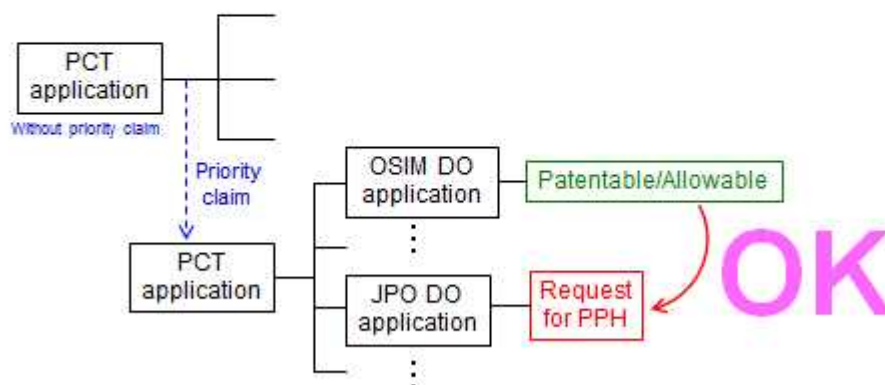 PCT
application
Without priority claim
Priority
claim
OSIM DO
application
Patentable/Allowable
OK
PCT
application
JPO DO
application
Request
for PPH